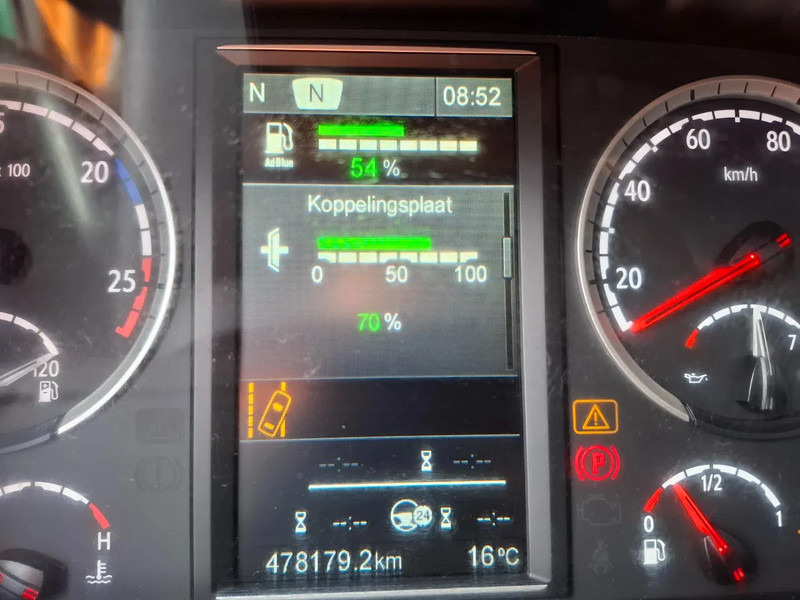 N N 08:52
AdBlue
54 %
Koppelingsplaat
0 50 100
70 %
--:-- --:--
--:-- 24 --:--
478179.2km 16°C
5
x 100
20
25
120
H
20
40
60
80
km/h
7
P
0 1/2 1